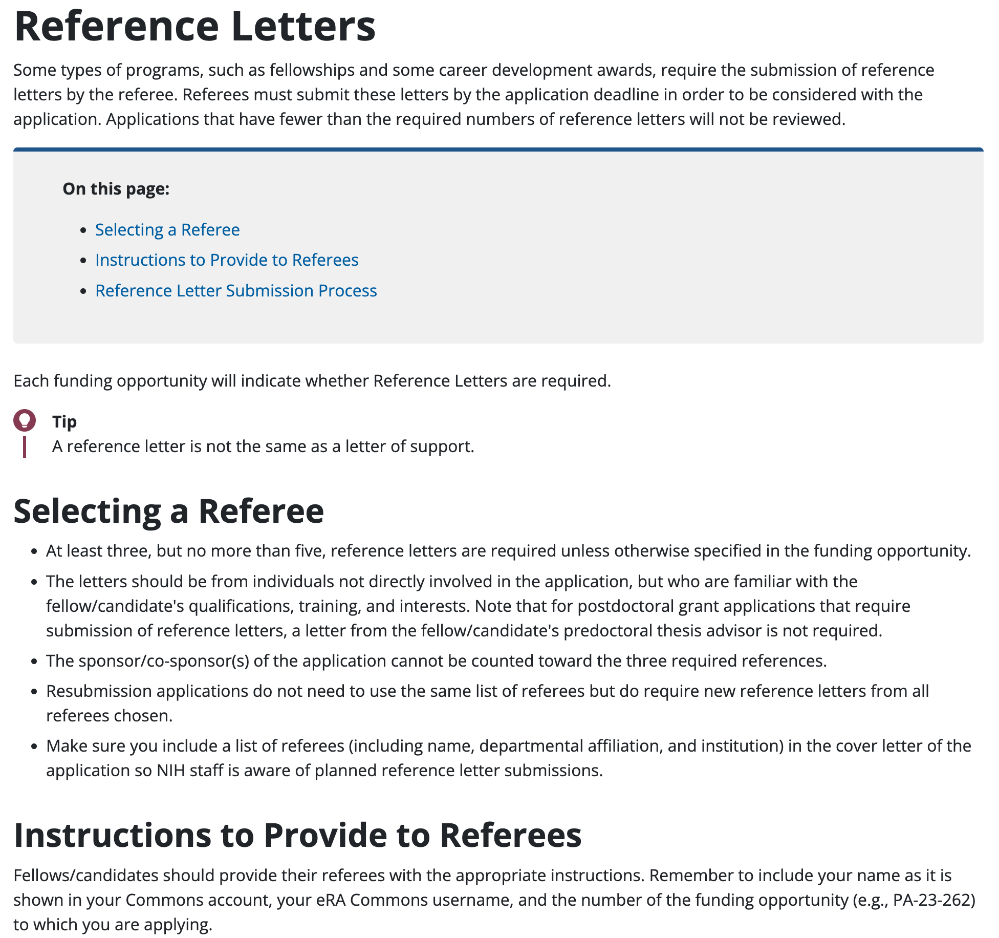 Reference Letters
Some types of programs, such as fellowships and some career development awards, require the submission of reference
letters by the referee. Referees must submit these letters by the application deadline in order to be considered with the
application. Applications that have fewer than the required numbers of reference letters will not be reviewed.
On this page:
Selecting a Referee
Instructions to Provide to Referees
Reference Letter Submission Process
Each funding opportunity will indicate whether Reference Letters are required.
Tip
A reference letter is not the same as a letter of support.
Selecting a Referee
At least three, but no more than five, reference letters are required unless otherwise specified in the funding opportunity.
The letters should be from individuals not directly involved in the application, but who are familiar with the
fellow/candidate's qualifications, training, and interests. Note that for postdoctoral grant applications that require
submission of reference letters, a letter from the fellow/candidate's predoctoral thesis advisor is not required.
The sponsor/co-sponsor(s) of the application cannot be counted toward the three required references.
Resubmission applications do not need to use the same list of referees but do require new reference letters from all
referees chosen.
Make sure you include a list of referees (including name, departmental affiliation, and institution) in the cover letter of the
application so NIH staff is aware of planned reference letter submissions.
Instructions to Provide to Referees
Fellows/candidates should provide their referees with the appropriate instructions. Remember to include your name as it is
shown in your Commons account, your eRA Commons username, and the number of the funding opportunity (e.g., PA-23-262)
to which you are applying.